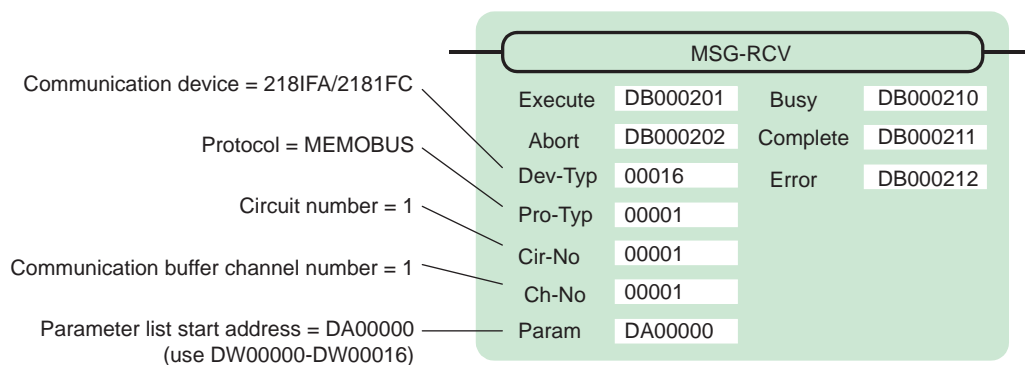 MSG-RCV
Communication device = 218IFA/2181FC
Protocol = MEMOBUS
Circuit number = 1
Communication buffer channel number = 1
Parameter list start address = DA00000
(use DW00000-DW00016)
Execute DB000201 Busy DB000210
Abort DB000202 Complete DB000211
Dev-Typ 00016 Error DB000212
Pro-Typ 00001
Cir-No 00001
Ch-No 00001
Param DA00000